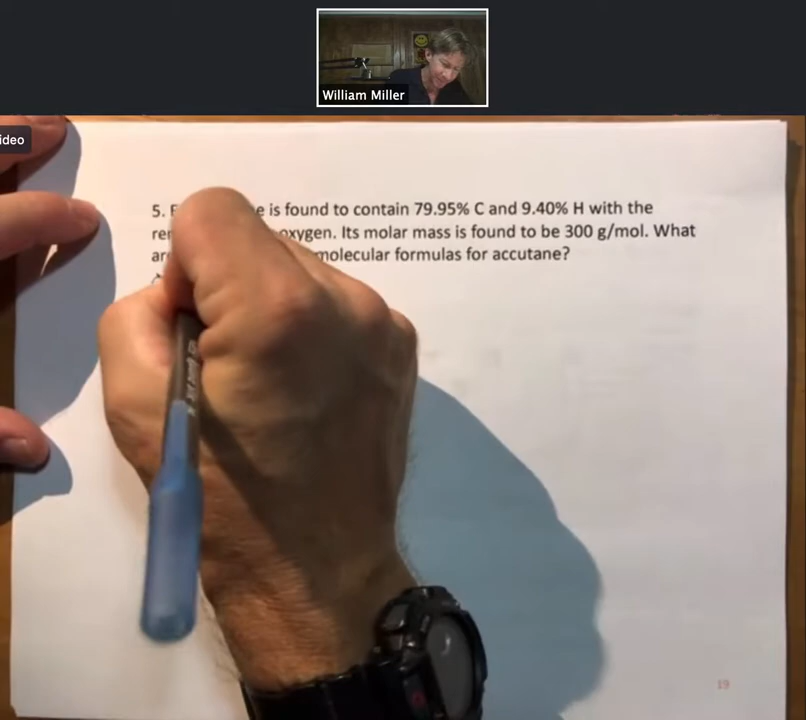 William Miller
ideo
5. e is found to contain 79.95% C and 9.40% H with the
oxygen. Its molar mass is found to be 300 g/mol. What
molecular formulas for accutane?
19